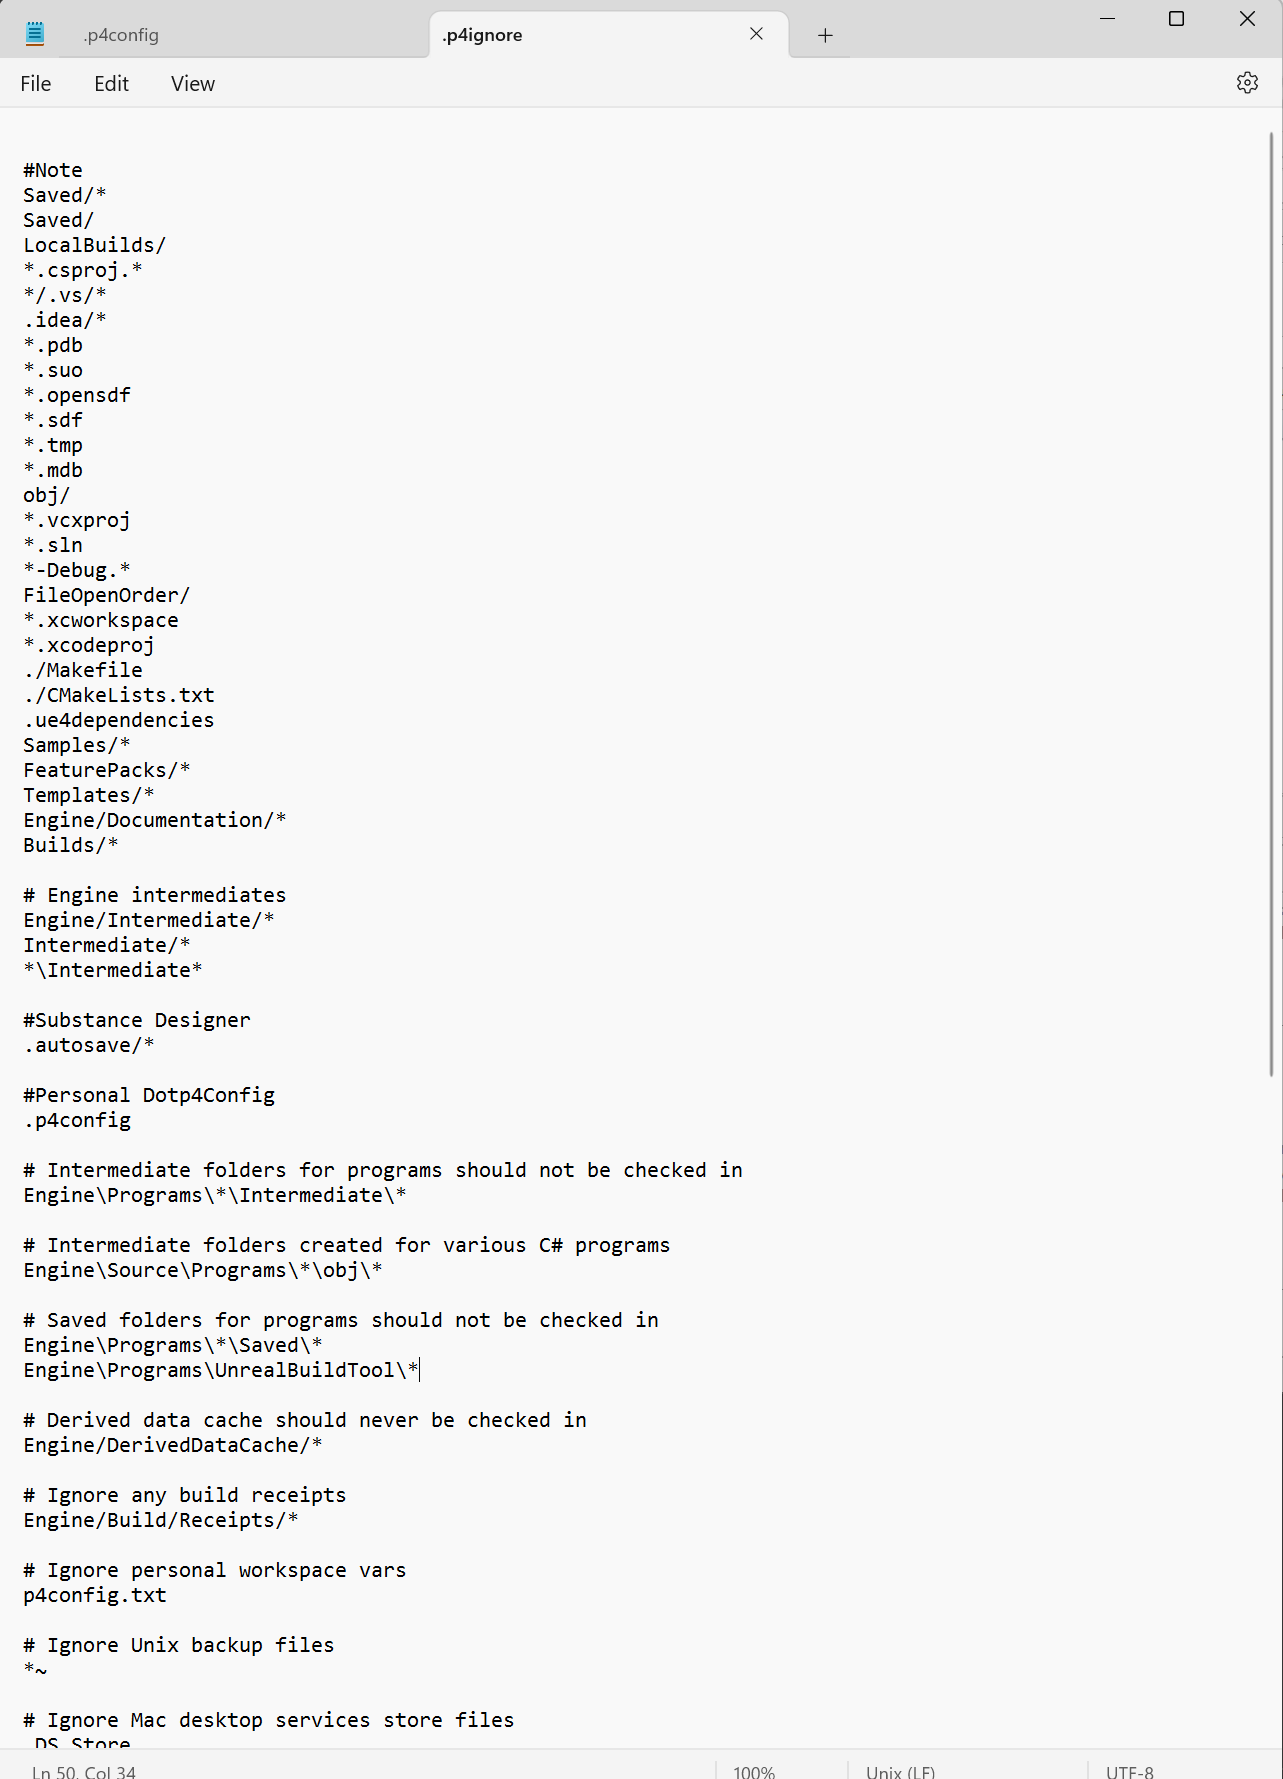 .p4config
.p4ignore
File Edit View
#Note
Saved/*
Saved/
LocalBuilds/
*.csproj.*
*/.vs/*
.idea/*
*.pdb
*.suo
*.opensdf
*.sdf
*.tmp
*.mdb
obj/
*.vcxproj
*.sln
*-Debug.*
FileOpenOrder/
*.xcworkspace
*.xcodeproj
./Makefile
./CMakeLists.txt
.ue4dependencies
Samples/*
FeaturePacks/*
Templates/*
Engine/Documentation/*
Builds/*

# Engine intermediates
Engine/Intermediate/*
Intermediate/*
*\Intermediate*

#Substance Designer
.autosave/*

#Personal Dotp4Config
.p4config

# Intermediate folders for programs should not be checked in
Engine\Programs\*\Intermediate\*

# Intermediate folders created for various C# programs
Engine\Source\Programs\*\obj\*

# Saved folders for programs should not be checked in
Engine\Programs\*\Saved\*
Engine\Programs\UnrealBuildTool\*

# Derived data cache should never be checked in
Engine/DerivedDataCache/*

# Ignore any build receipts
Engine/Build/Receipts/*

# Ignore personal workspace vars
p4config.txt

# Ignore Unix backup files
*~

# Ignore Mac desktop services store files
.DS_Store
Ln 50, Col 34 100% Unix (LF) UTF-8